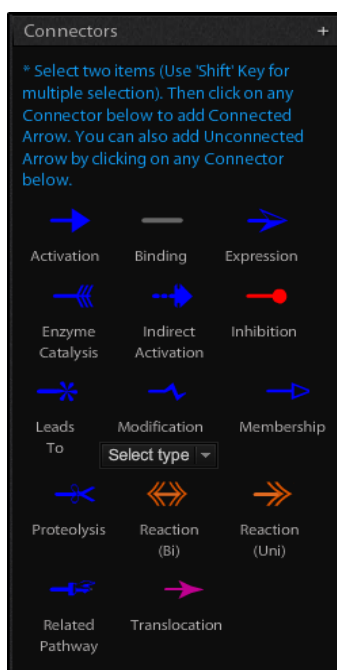 Connectors +
* Select two items (Use 'Shift' Key for
multiple selection). Then click on any
Connector below to add Connected
Arrow. You can also add Unconnected
Arrow by clicking on any Connector
below.
Activation Binding Expression
Enzyme Indirect Inhibition
Catalysis Activation
Leads Modification Membership
To Select type
Proteolysis Reaction Reaction
(Bi) (Uni)
Related Translocation
Pathway